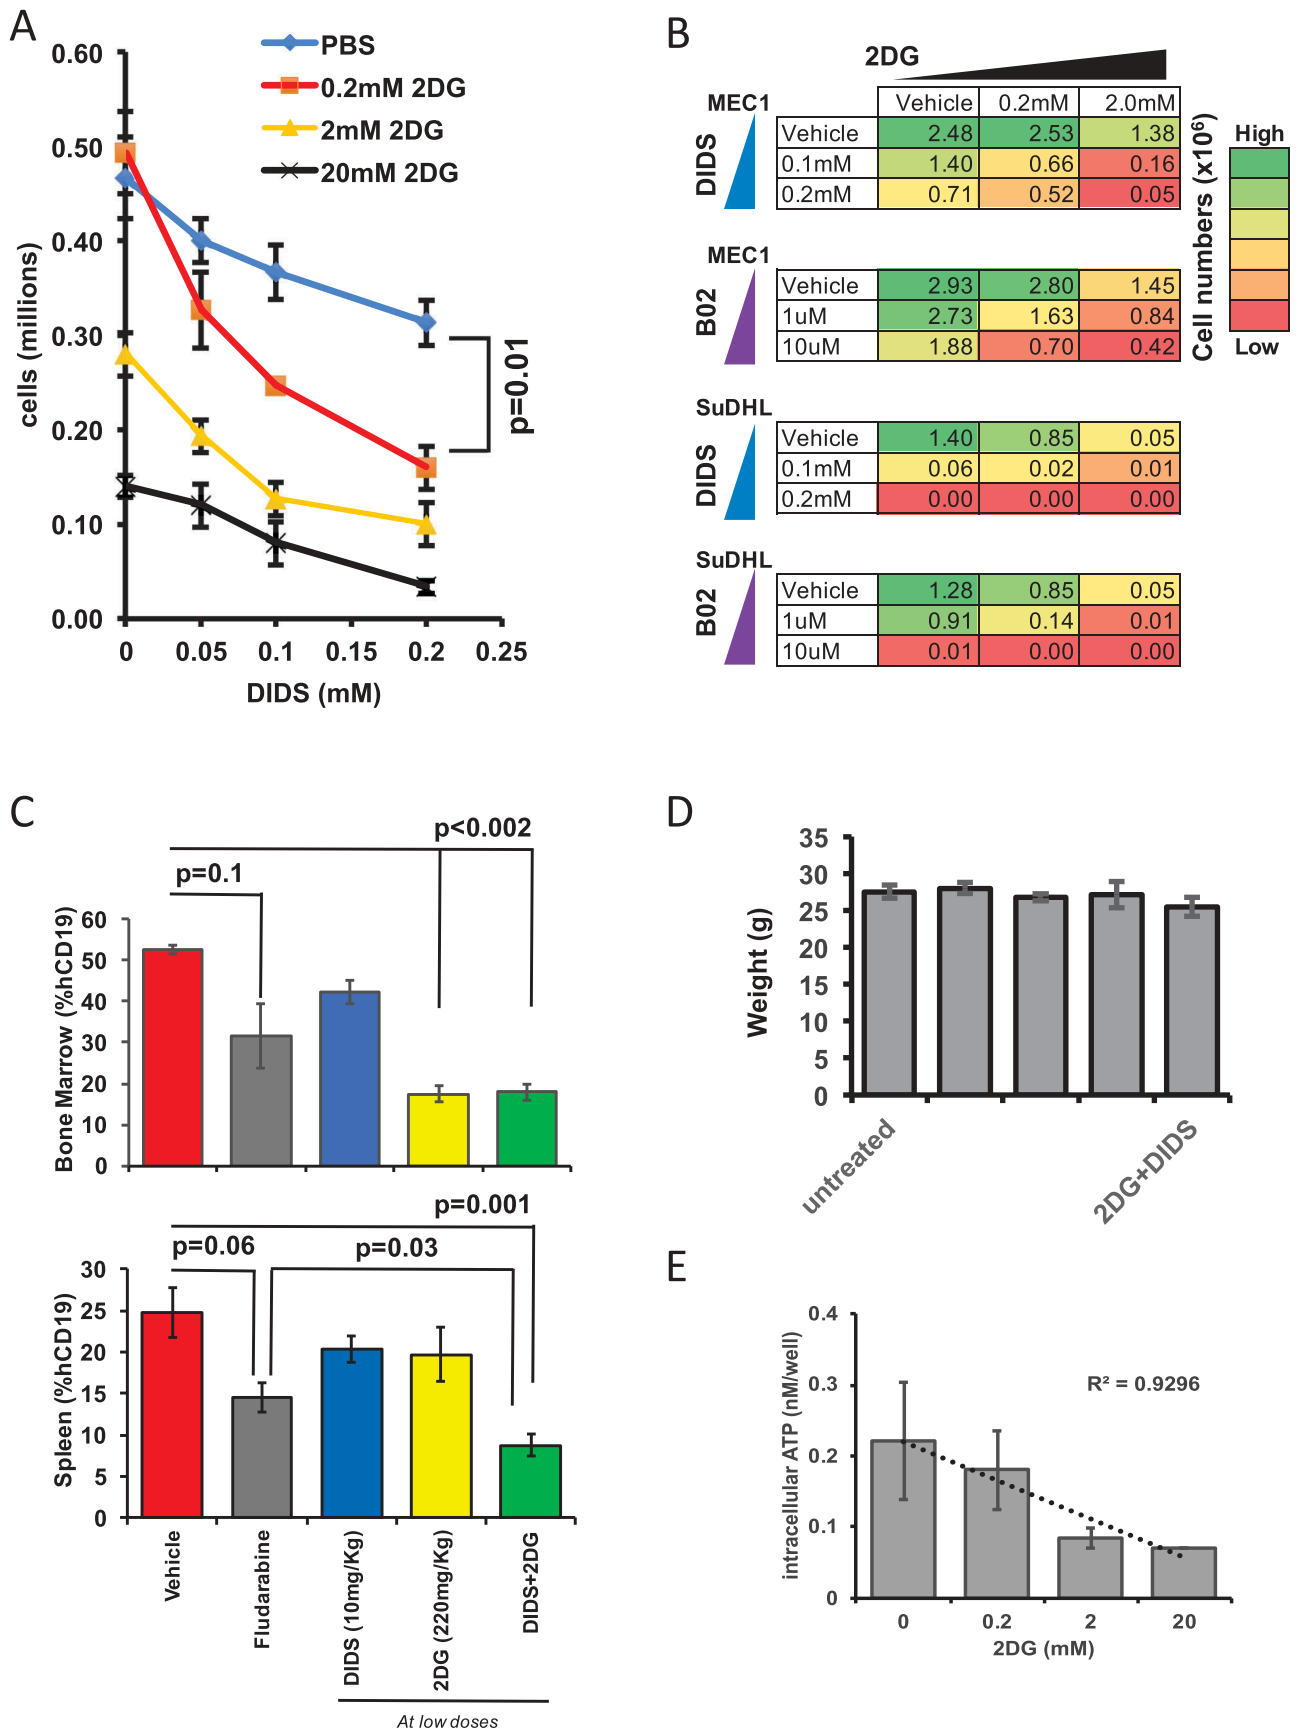 A
PBS
0.2mM 2DG
2mM 2DG
20mM 2DG
0.60
0.50
0.40
0.30
0.20
0.10
0.00
cells (millions)
p=0.01
0 0.05 0.1 0.15 0.2 0.25
DIDS (mM)
B
2DG
MEC1
Vehicle 0.2mM 2.0mM
DIDS
Vehicle 2.48 2.53 1.38
0.1mM 1.40 0.66 0.16
0.2mM 0.71 0.52 0.05
MEC1
B02
Vehicle 2.93 2.80 1.45
1uM 2.73 1.63 0.84
10uM 1.88 0.70 0.42
SuDHL
DIDS
Vehicle 1.40 0.85 0.05
0.1mM 0.06 0.02 0.01
0.2mM 0.00 0.00 0.00
SuDHL
B02
Vehicle 1.28 0.85 0.05
1uM 0.91 0.14 0.01
10uM 0.01 0.00 0.00
Cell numbers (x10⁶)
High
Low
C
p<0.002
p=0.1
60
50
40
30
20
10
0
Bone Marrow (%hCD19)
p=0.001
p=0.06
p=0.03
30
25
20
15
10
5
0
Spleen (%hCD19)
Vehicle
Fludarabine
DIDS (10mg/Kg)
2DG (220mg/Kg)
DIDS+2DG
At low doses
D
35
30
25
20
15
10
5
0
Weight (g)
untreated
2DG+DIDS
E
0.4
0.3
0.2
0.1
0
intracellular ATP (nM/well)
R² = 0.9296
0 0.2 2 20
2DG (mM)